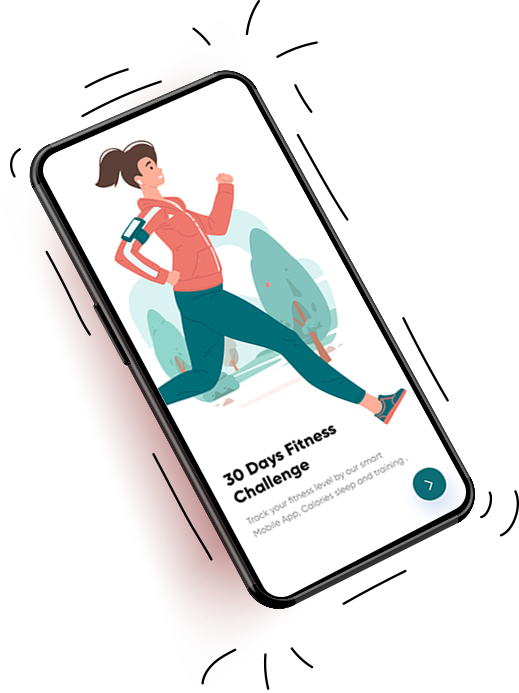 30 Days Fitness
Challenge
Track your fitness level by our smart
Mobile App, Calories sleep and training .